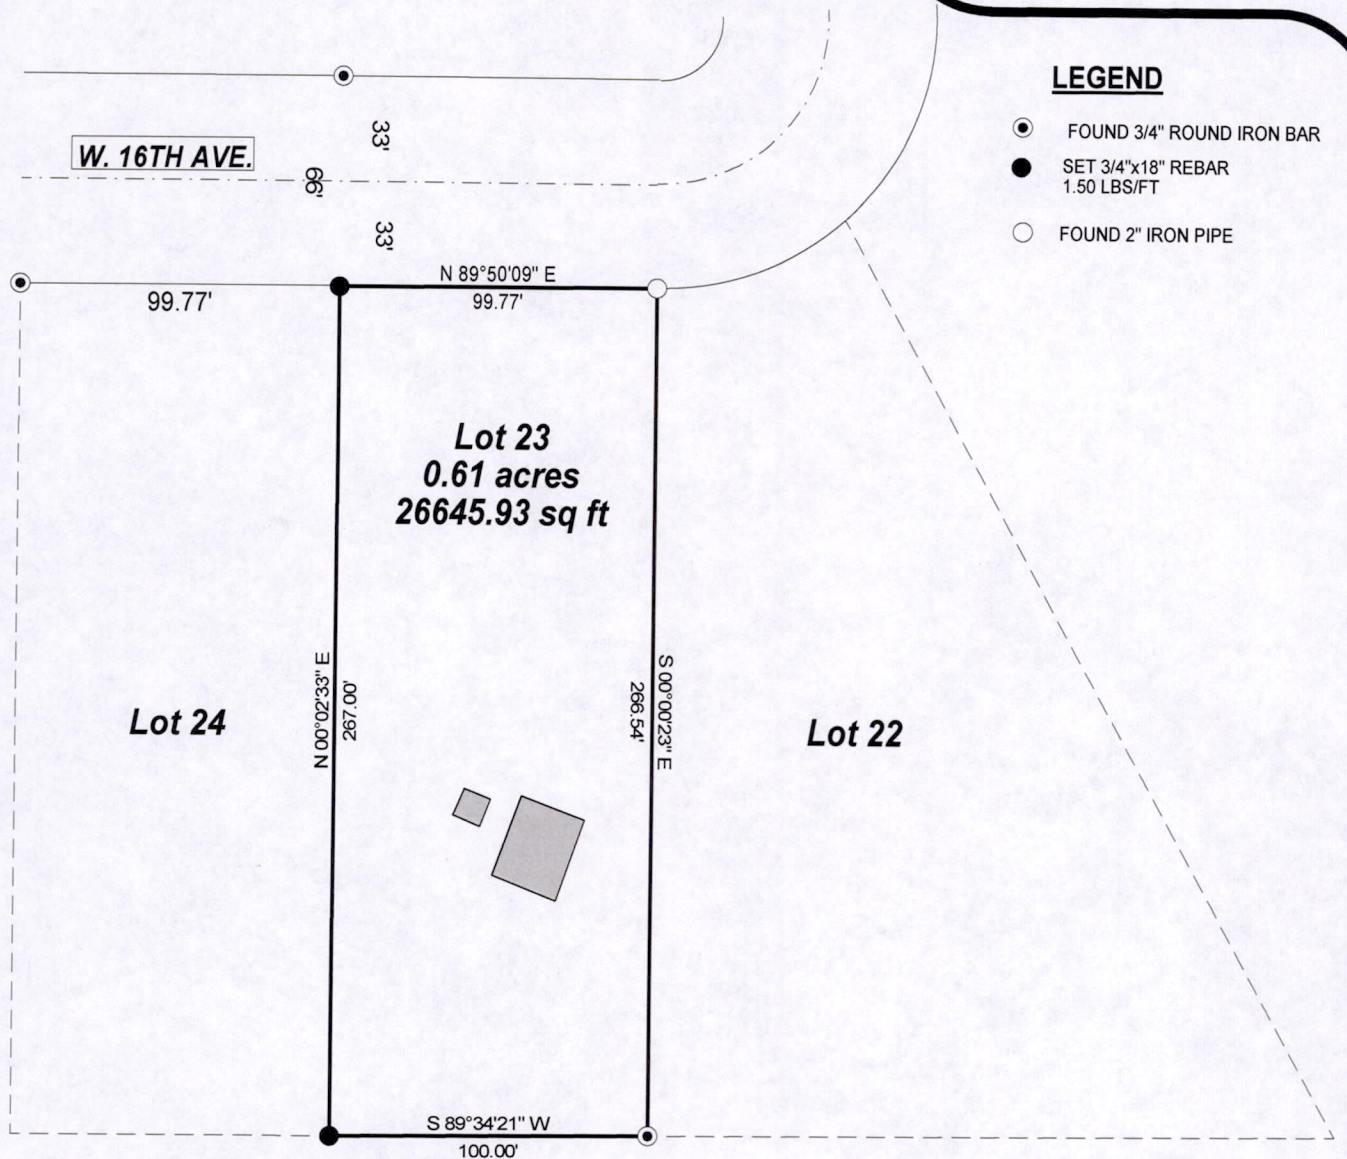 LEGEND
FOUND 3/4" ROUND IRON BAR
SET 3/4"x18" REBAR
1.50 LBS/FT
FOUND 2" IRON PIPE
W. 16TH AVE.
33'
66'
33'
N 89°50'09" E
99.77'
99.77'
Lot 23
0.61 acres
26645.93 sq ft
N 00°02'33" E
267.00'
266.54'
S 00°00'23" E
Lot 24
Lot 22
S 89°34'21" W
100.00'